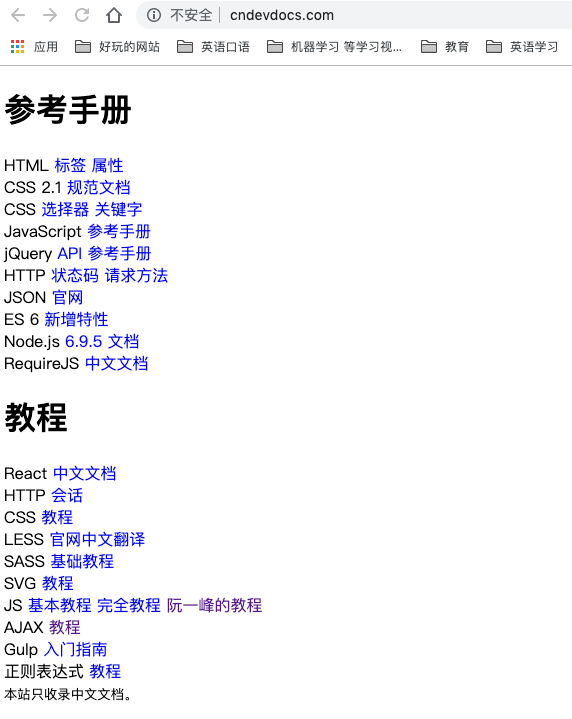 不安全 cndevdocs.com
应用 好玩的网站 英语口语 机器学习 等学习视... 教育 英语学习
参考手册
HTML 标签 属性
CSS 2.1 规范文档
CSS 选择器 关键字
JavaScript 参考手册
jQuery API 参考手册
HTTP 状态码 请求方法
JSON 官网
ES 6 新增特性
Node.js 6.9.5 文档
RequireJS 中文文档
教程
React 中文文档
HTTP 会话
CSS 教程
LESS 官网中文翻译
SASS 基础教程
SVG 教程
JS 基本教程 完全教程 阮一峰的教程
AJAX 教程
Gulp 入门指南
正则表达式 教程
本站只收录中文文档。